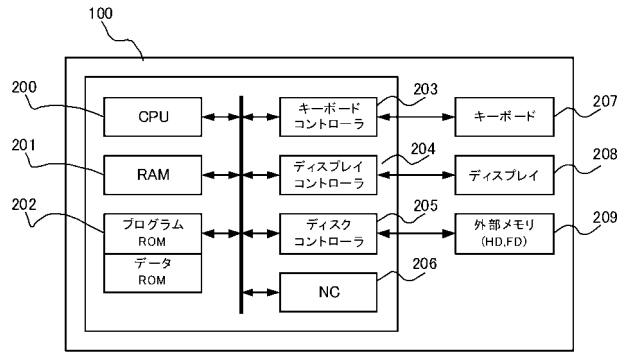 100
200
CPU
キーボード
コントローラ
203
キーボード
207
201
RAM
ディスプレイ
コントローラ
204
ディスプレイ
208
202
プログラム
ROM
データ
ROM
ディスク
コントローラ
205
外部メモリ
(HD,FD)
209
NC
206